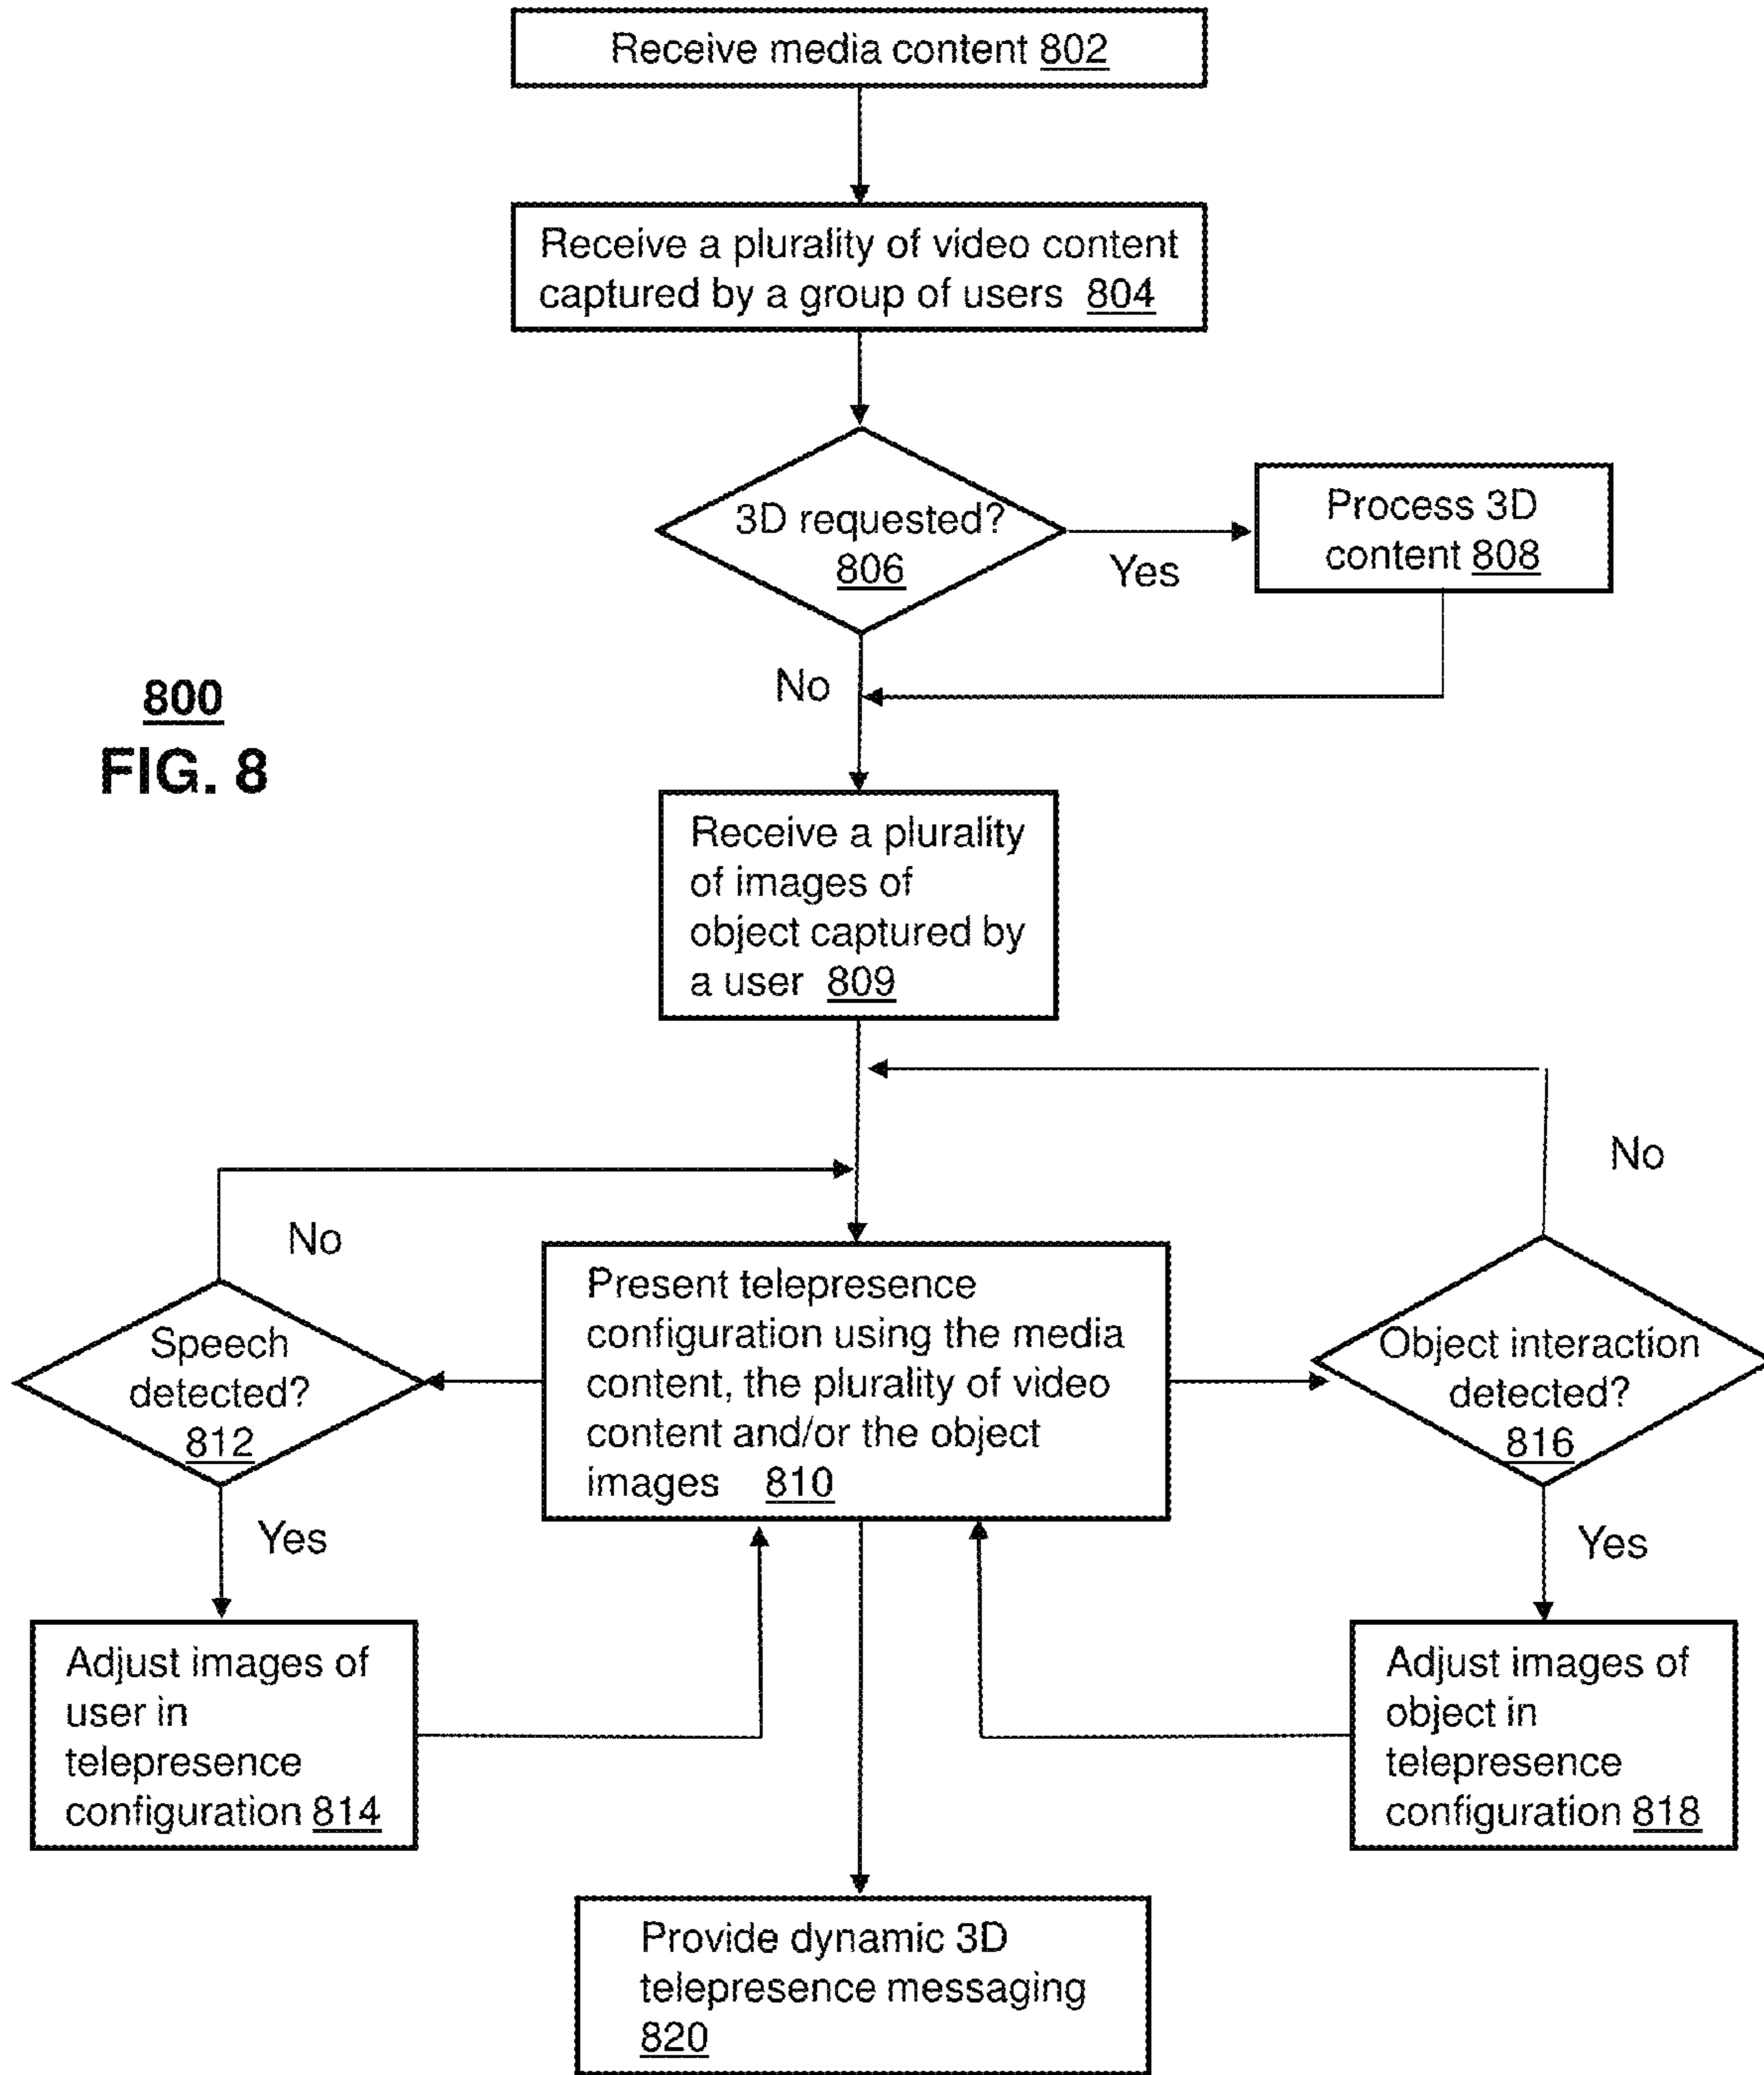 Receive media content 802
Receive a plurality of video content
captured by a group of users 804
3D requested?
806
Yes
Process 3D
content 808
No
800
FIG. 8
Receive a plurality
of images of
object captured by
a user 809
No
No
Speech
detected?
812
Present telepresence
configuration using the media
content, the plurality of video
content and/or the object
images 810
Object interaction
detected?
816
Yes
Yes
Adjust images of
user in
telepresence
configuration 814
Adjust images of
object in
telepresence
configuration 818
Provide dynamic 3D
telepresence messaging
820